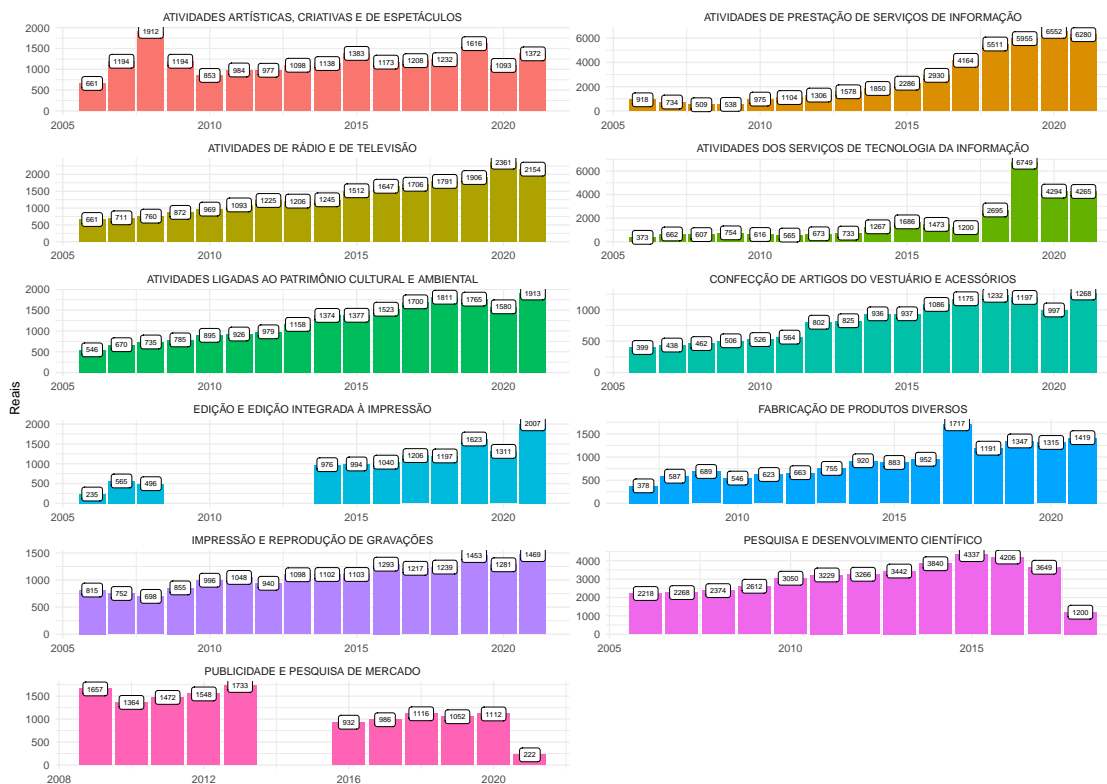 ATIVIDADES ARTÍSTICAS, CRIATIVAS E DE ESPETÁCULOS
2000
1500
1000
500
0
661 1194 1912 1194 853 984 977 1098 1138 1383 1173 1208 1232 1616 1093 1372
2005 2010 2015 2020
ATIVIDADES DE PRESTAÇÃO DE SERVIÇOS DE INFORMAÇÃO
6000
4000
2000
0
918 734 509 538 975 1104 1306 1578 1850 2286 2930 4164 5511 5955 6552 6280
2005 2010 2015 2020
ATIVIDADES DE RÁDIO E DE TELEVISÃO
2000
1500
1000
500
0
661 711 760 872 969 1093 1225 1206 1245 1512 1647 1706 1791 1906 2361 2154
2005 2010 2015 2020
ATIVIDADES DOS SERVIÇOS DE TECNOLOGIA DA INFORMAÇÃO
6000
4000
2000
0
373 662 607 754 616 565 673 733 1267 1686 1473 1200 2695 6749 4294 4265
2005 2010 2015 2020
ATIVIDADES LIGADAS AO PATRIMÔNIO CULTURAL E AMBIENTAL
2000
1500
1000
500
0
546 670 735 785 895 926 979 1158 1374 1377 1523 1700 1811 1765 1580 1913
2005 2010 2015 2020
CONFECÇÃO DE ARTIGOS DO VESTUÁRIO E ACESSÓRIOS
1000
500
0
399 438 462 506 526 564 802 825 936 937 1086 1175 1232 1197 997 1268
2005 2010 2015 2020
Reais
EDIÇÃO E EDIÇÃO INTEGRADA À IMPRESSÃO
2000
1500
1000
500
0
235 565 496 976 994 1040 1206 1197 1623 1311 2007
2005 2010 2015 2020
FABRICAÇÃO DE PRODUTOS DIVERSOS
1500
1000
500
0
378 587 689 546 623 663 755 920 883 952 1717 1191 1347 1315 1419
2010 2015 2020
IMPRESSÃO E REPRODUÇÃO DE GRAVAÇÕES
1500
1000
500
0
815 752 698 855 996 1048 940 1098 1102 1103 1293 1217 1239 1453 1281 1469
2005 2010 2015 2020
PESQUISA E DESENVOLVIMENTO CIENTÍFICO
4000
3000
2000
1000
0
2218 2268 2374 2612 3050 3229 3266 3442 3840 4337 4206 3649 1200
2005 2010 2015
PUBLICIDADE E PESQUISA DE MERCADO
1500
1000
500
0
1657 1364 1472 1548 1733 932 986 1116 1052 1112 222
2008 2012 2016 2020